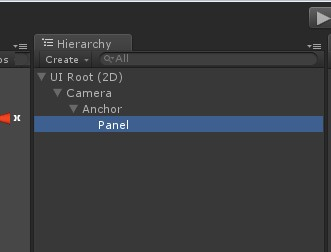 Hierarchy
Create All
UI Root (2D)
Camera
Anchor
Panel